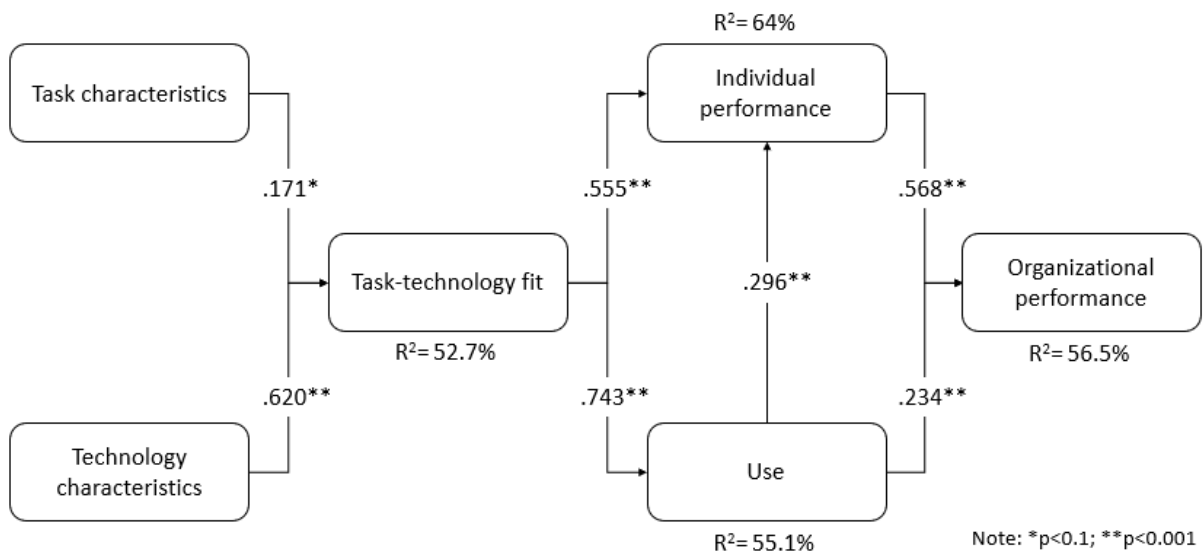 R²= 64%
Task characteristics
Individual
performance
.171*
.555**
.568**
Task-technology fit
R²= 52.7%
.296**
Organizational
performance
R²= 56.5%
.620**
.743**
.234**
Technology
characteristics
Use
R²= 55.1%
Note: *p<0.1; **p<0.001